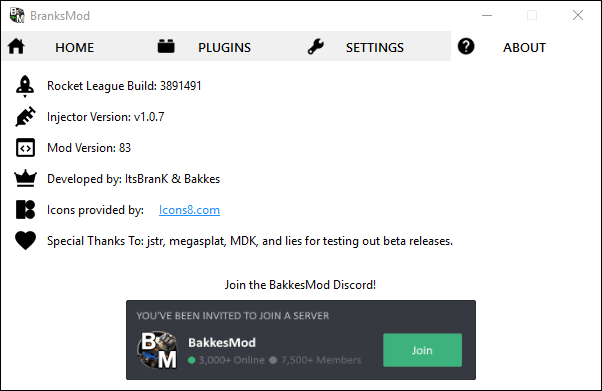 BranksMod
HOME PLUGINS SETTINGS ABOUT
Rocket League Build: 3891491
Injector Version: v1.0.7
Mod Version: 83
Developed by: ItsBranK & Bakkes
Icons provided by: Icons8.com
Special Thanks To: jstr, megasplat, MDK, and lies for testing out beta releases.
Join the BakkesMod Discord!
YOU'VE BEEN INVITED TO JOIN A SERVER
B M
BakkesMod
3,000+ Online 7,500+ Members
Join